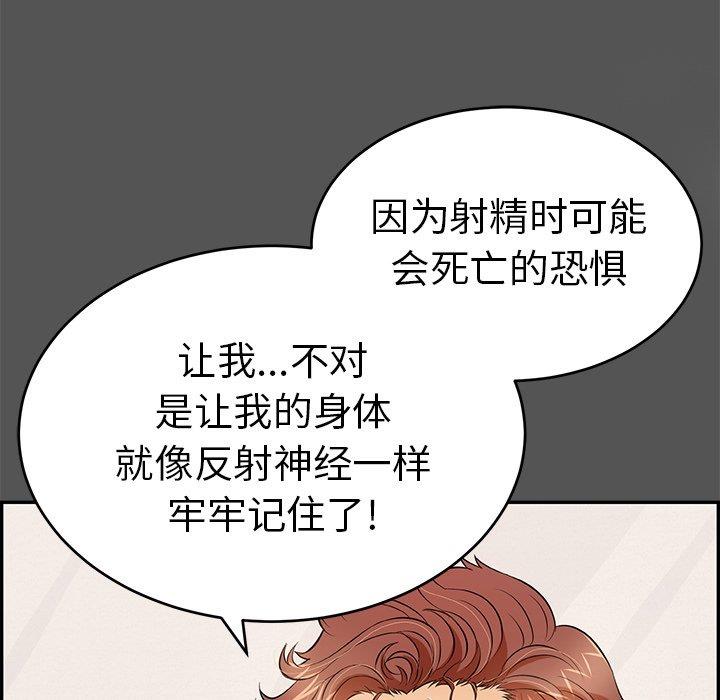 因为射精时可能
会死亡的恐惧
让我...不对
是让我的身体
就像反射神经一样
牢牢记住了!